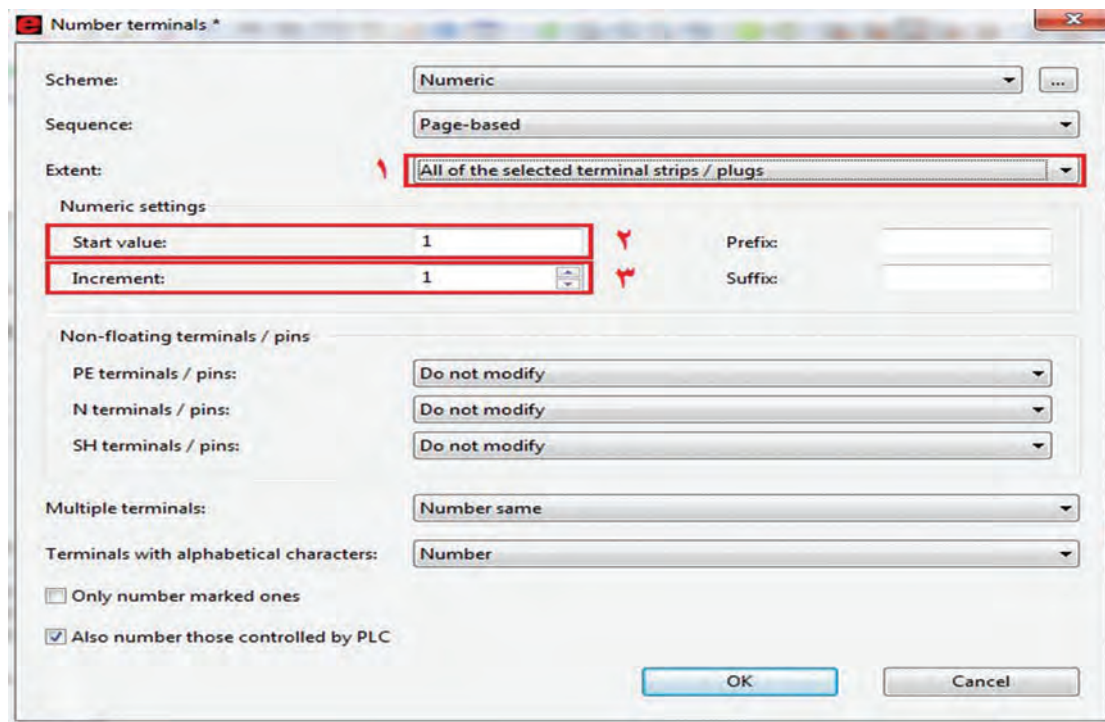 e Number terminals *
Scheme: Numeric ...
Sequence: Page-based
Extent: ۱ All of the selected terminal strips / plugs
Numeric settings
Start value: 1 ۲ Prefix:
Increment: 1 ۳ Suffix:
Non-floating terminals / pins
PE terminals / pins: Do not modify
N terminals / pins: Do not modify
SH terminals / pins: Do not modify
Multiple terminals: Number same
Terminals with alphabetical characters: Number
Only number marked ones
Also number those controlled by PLC
OK Cancel